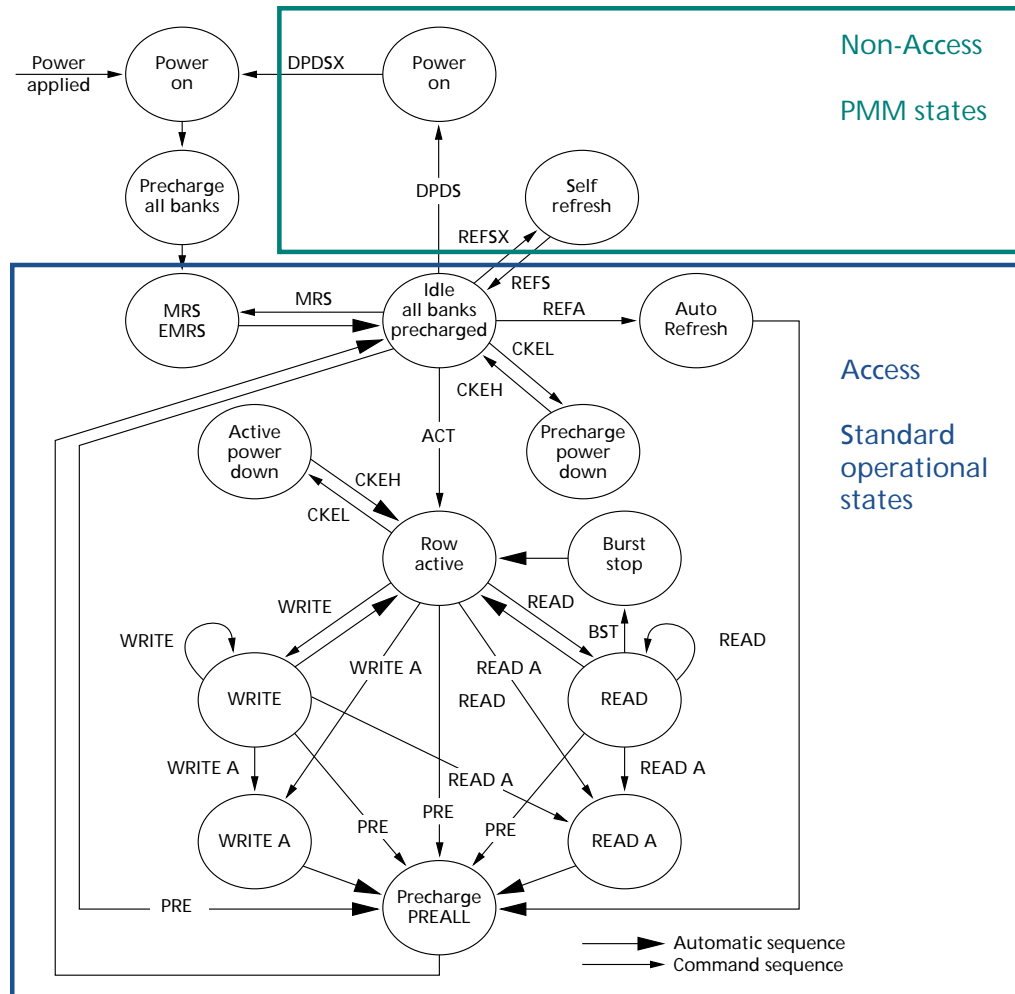 Non-Access
PMM states
Power
applied
Power
on
DPDSX
Power
on
DPDS
Precharge
all banks
Self
refresh
REFSX
REFS
MRS
EMRS
MRS
Idle
all banks
precharged
REFA
Auto
Refresh
CKEL
CKEH
Access
Standard
operational
states
ACT
Active
power
down
Precharge
power
down
CKEH
CKEL
Row
active
Burst
stop
WRITE
READ
BST
WRITE
READ
WRITE A
READ A
READ
WRITE
READ
WRITE A
READ A
READ A
WRITE A
PRE
PRE
PRE
READ A
PRE
Precharge
PREALL
Automatic sequence
Command sequence